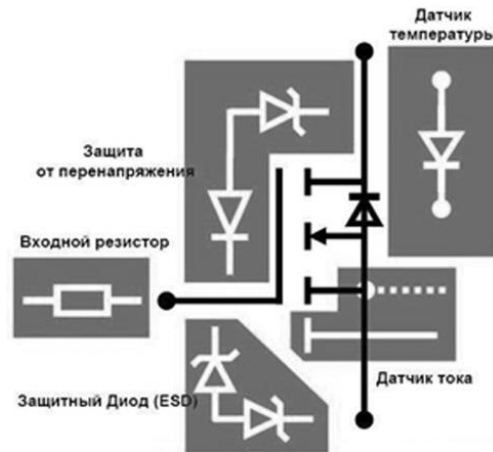 Датчик
температуры
Защита
от перенапряжения
Входной резистор
Датчик тока
Защитный Диод (ESD)